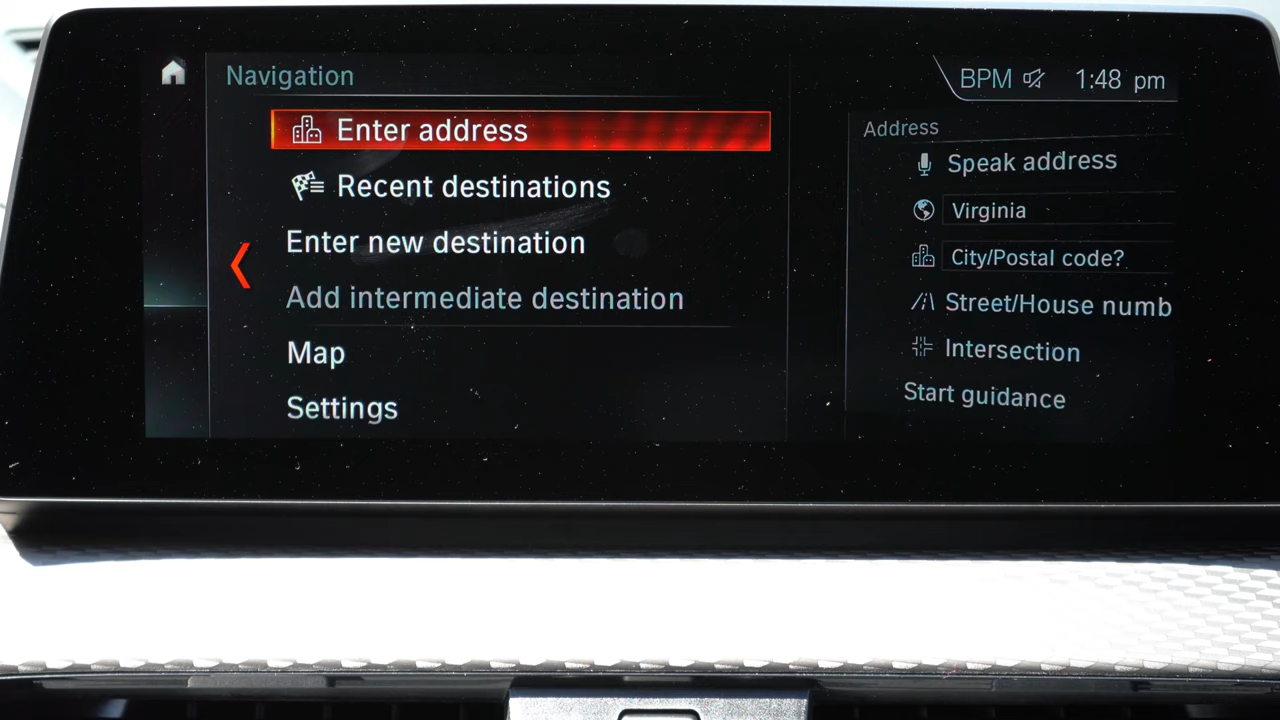 Navigation
BPM 1:48 pm
Enter address
Recent destinations
Enter new destination
Add intermediate destination
Map
Settings
Address
Speak address
Virginia
City/Postal code?
Street/House numb
Intersection
Start guidance